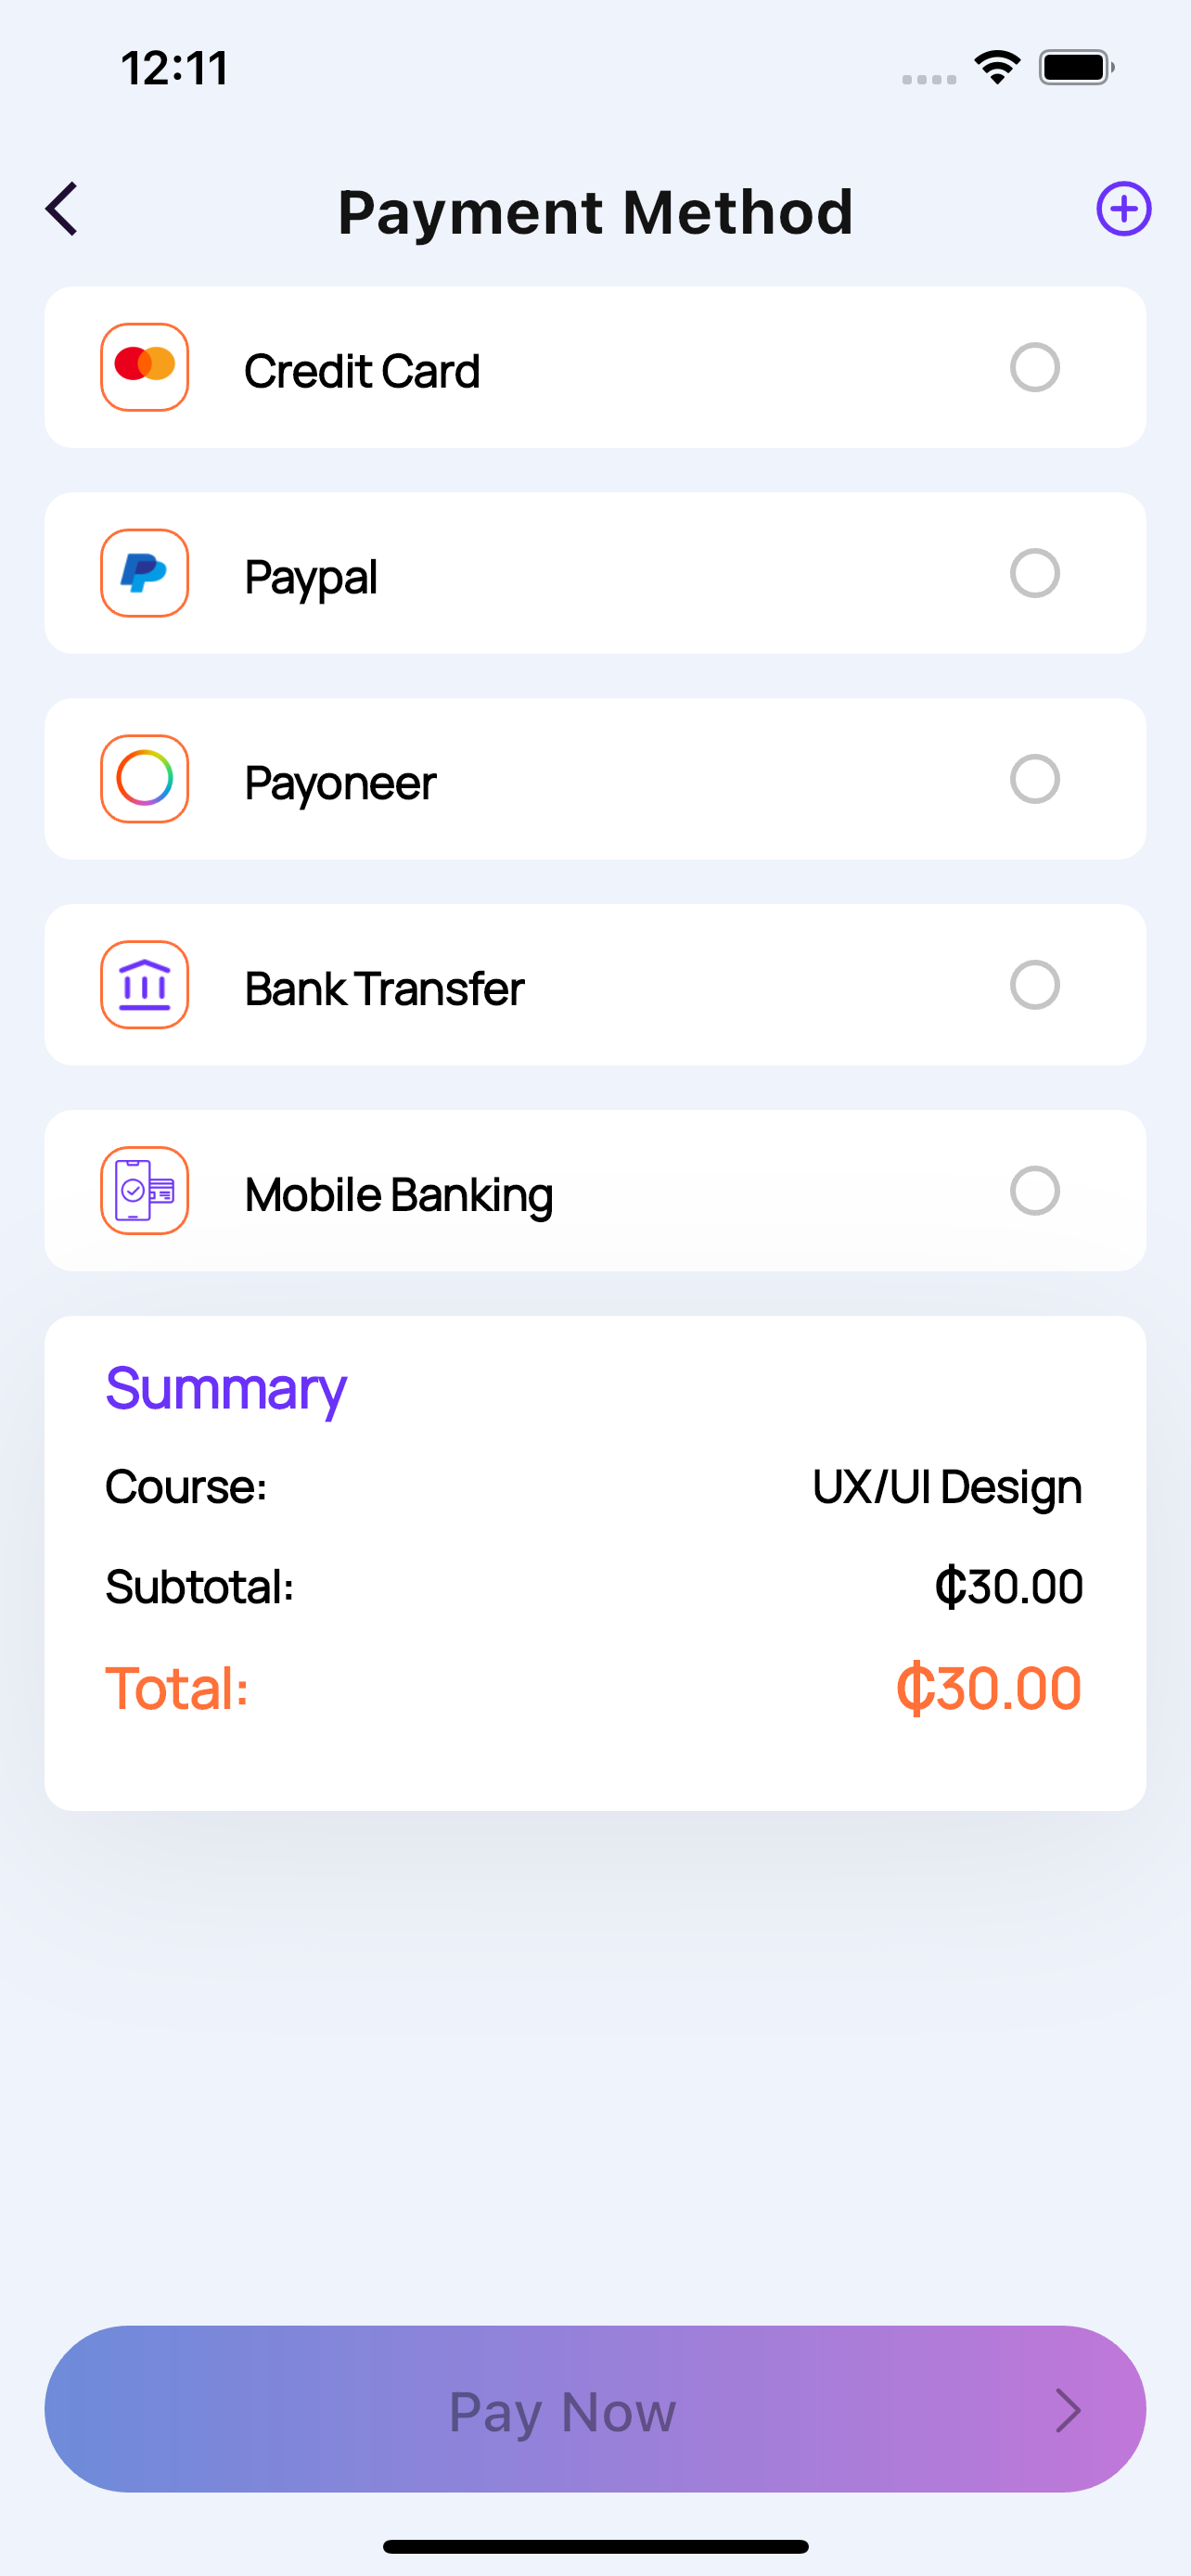 12:11
Payment Method
Credit Card
Paypal
Payoneer
Bank Transfer
Mobile Banking
Summary
Course: UX/UI Design
Subtotal: ₵30.00
Total: ₵30.00
Pay Now